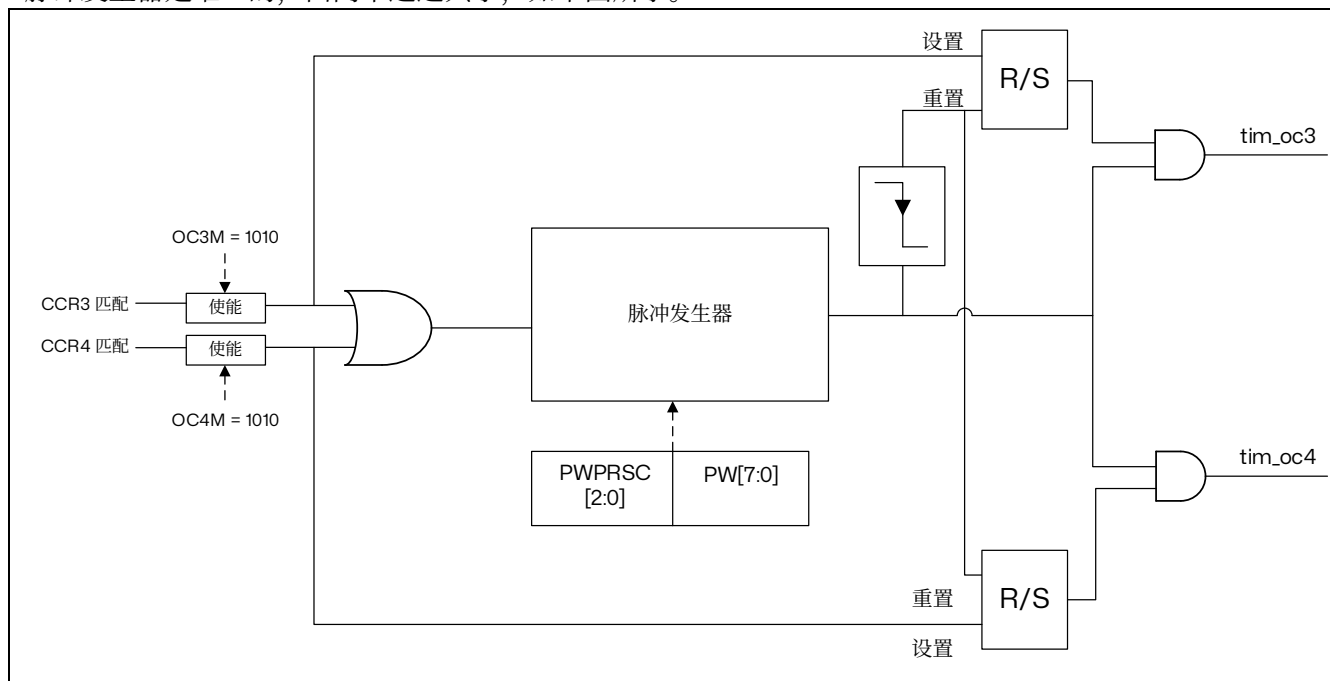 设置
R/S
重置
tim_oc3
OC3M = 1010
CCR3 匹配
使能
脉冲发生器
CCR4 匹配
使能
OC4M = 1010
tim_oc4
PWPRSC
[2:0]
PW[7:0]
重置
R/S
设置